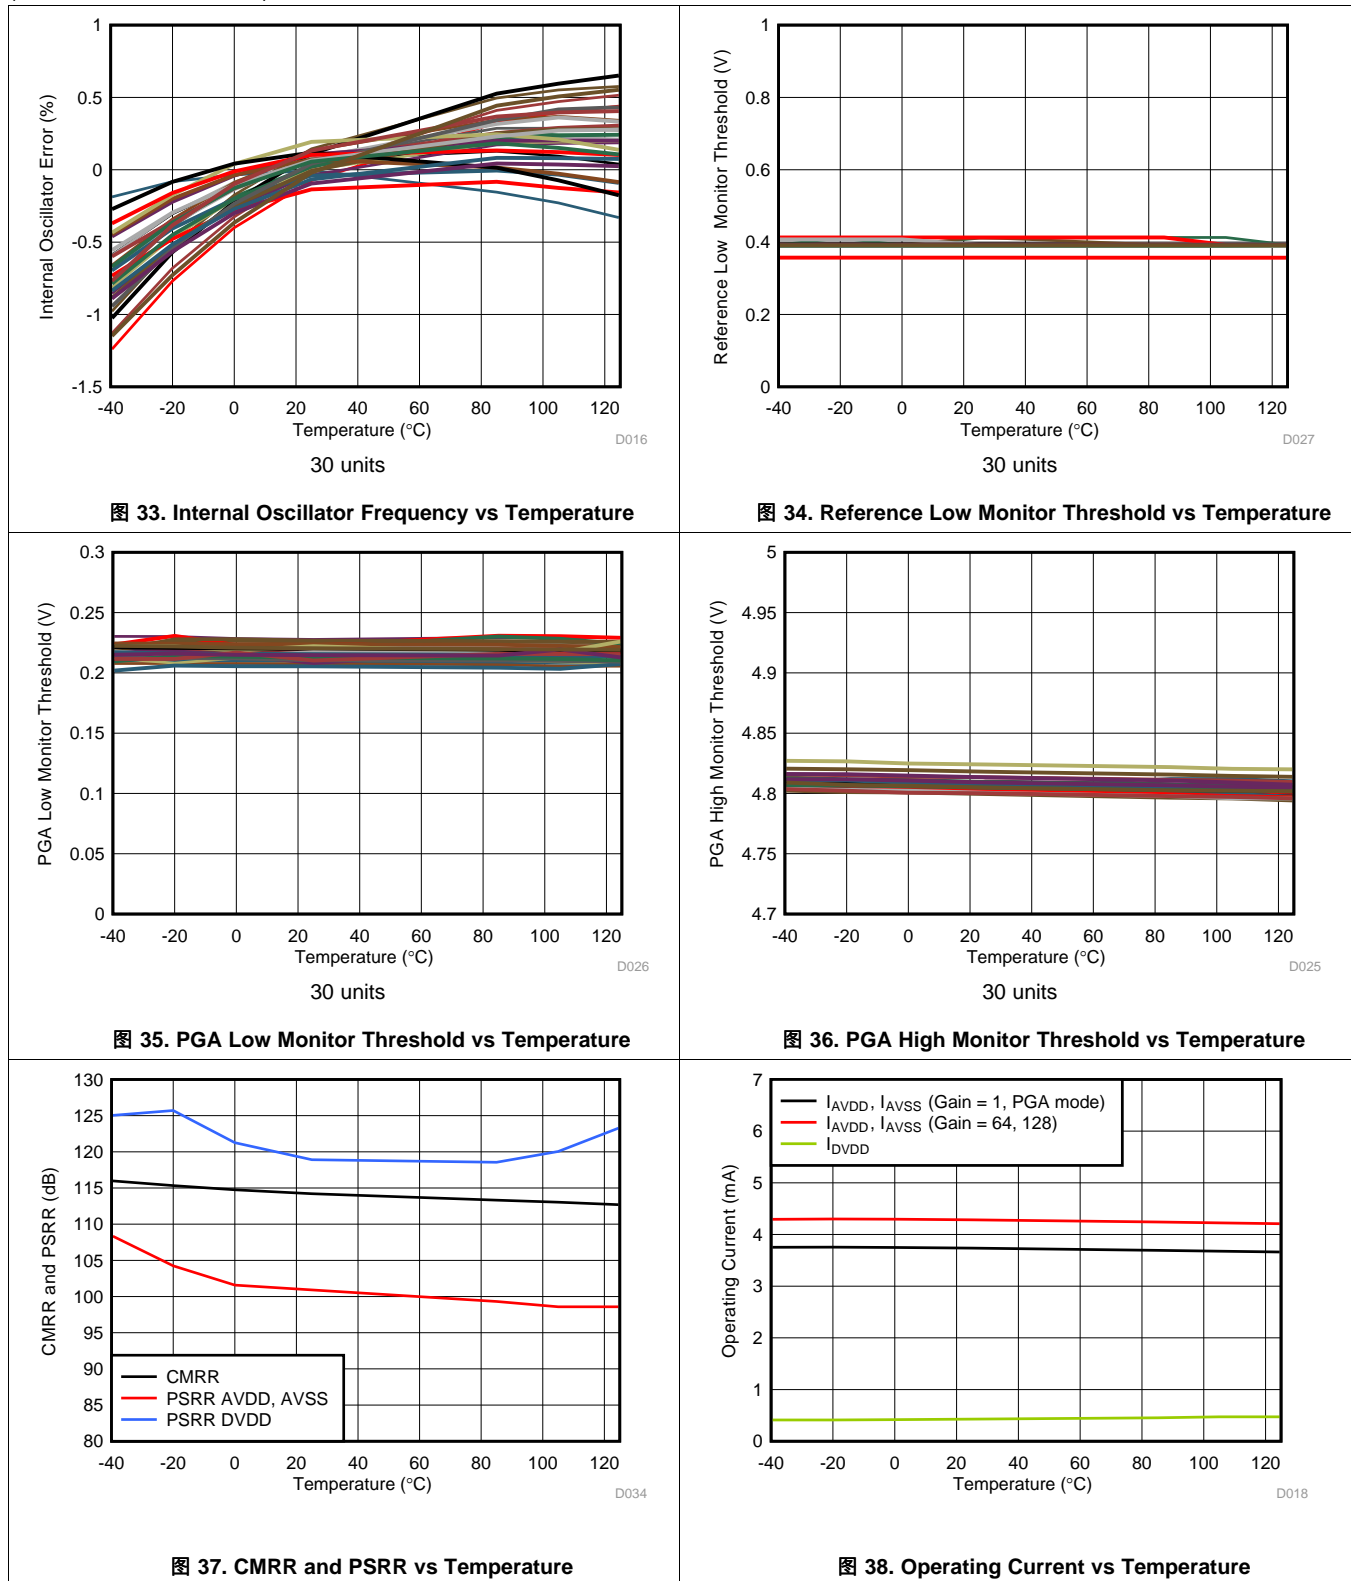 1
0.5
0
-0.5
-1
-1.5
Internal Oscillator Error (%)
-40 -20 0 20 40 60 80 100 120
Temperature (°C)
D016
30 units
图 33. Internal Oscillator Frequency vs Temperature
1
0.8
0.6
0.4
0.2
0
Reference Low Monitor Threshold (V)
-40 -20 0 20 40 60 80 100 120
Temperature (°C)
D027
30 units
图 34. Reference Low Monitor Threshold vs Temperature
0.3
0.25
0.2
0.15
0.1
0.05
0
PGA Low Monitor Threshold (V)
-40 -20 0 20 40 60 80 100 120
Temperature (°C)
D026
30 units
图 35. PGA Low Monitor Threshold vs Temperature
5
4.95
4.9
4.85
4.8
4.75
4.7
PGA High Monitor Threshold (V)
-40 -20 0 20 40 60 80 100 120
Temperature (°C)
D025
30 units
图 36. PGA High Monitor Threshold vs Temperature
130
125
120
115
110
105
100
95
90
85
80
CMRR and PSRR (dB)
CMRR
PSRR AVDD, AVSS
PSRR DVDD
-40 -20 0 20 40 60 80 100 120
Temperature (°C)
D034
图 37. CMRR and PSRR vs Temperature
7
6
5
4
3
2
1
0
Operating Current (mA)
I_AVDD, I_AVSS (Gain = 1, PGA mode)
I_AVDD, I_AVSS (Gain = 64, 128)
I_DVDD
-40 -20 0 20 40 60 80 100 120
Temperature (°C)
D018
图 38. Operating Current vs Temperature